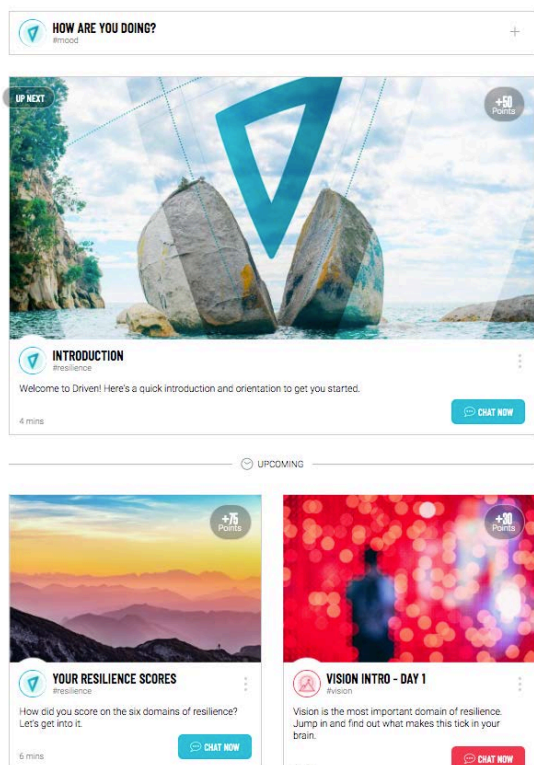 HOW ARE YOU DOING?
#mood
UP NEXT
+50
Points
INTRODUCTION
#resilience
Welcome to Driven! Here's a quick introduction and orientation to get you started.
4 mins
CHAT NOW
UPCOMING
+75
Points
YOUR RESILIENCE SCORES
#resilience
How did you score on the six domains of resilience?
Let's get into it.
6 mins
CHAT NOW
+30
Points
VISION INTRO - DAY 1
#vision
Vision is the most important domain of resilience.
Jump in and find out what makes this tick in your
brain.
CHAT NOW